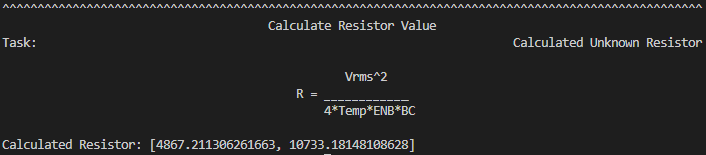 ^^^^^^^^^^^^^^^^^^^^^^^^^^^^^^^^^^^^^^^^^^^^^^^^^^^^^^^^^^^^^^^^^^^^^^^^^^^^^^^^^^^^^^^^^^^^^^^^^^^^
Calculate Resistor Value
Task: Calculated Unknown Resistor
Vrms^2
R = ____________
4*Temp*ENB*BC
Calculated Resistor: [4867.211306261663, 10733.18148108628]